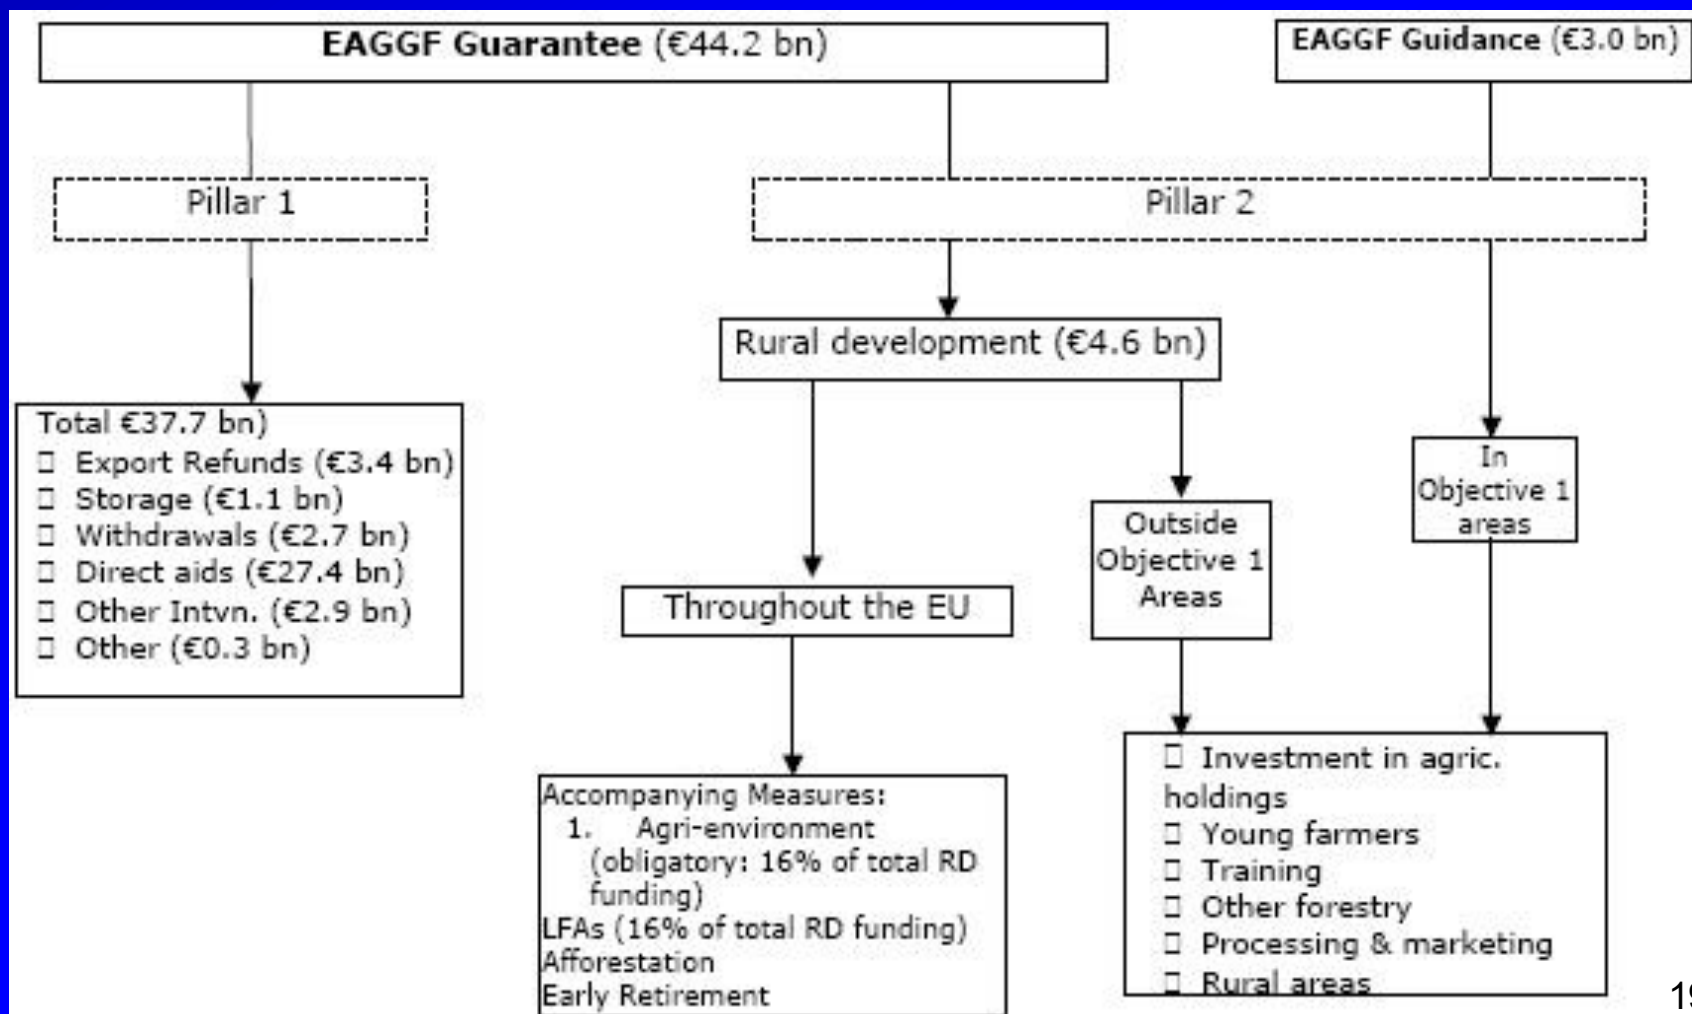 EAGGF Guarantee (€44.2 bn)
EAGGF Guidance (€3.0 bn)
Pillar 1
Pillar 2
Rural development (€4.6 bn)
Total €37.7 bn)
Export Refunds (€3.4 bn)
Storage (€1.1 bn)
Withdrawals (€2.7 bn)
Direct aids (€27.4 bn)
Other Intvn. (€2.9 bn)
Other (€0.3 bn)
In
Objective 1
areas
Outside
Objective 1
Areas
Throughout the EU
Accompanying Measures:
1. Agri-environment
(obligatory: 16% of total RD
funding)
LFAs (16% of total RD funding)
Afforestation
Early Retirement
Investment in agric.
holdings
Young farmers
Training
Other forestry
Processing & marketing
Rural areas